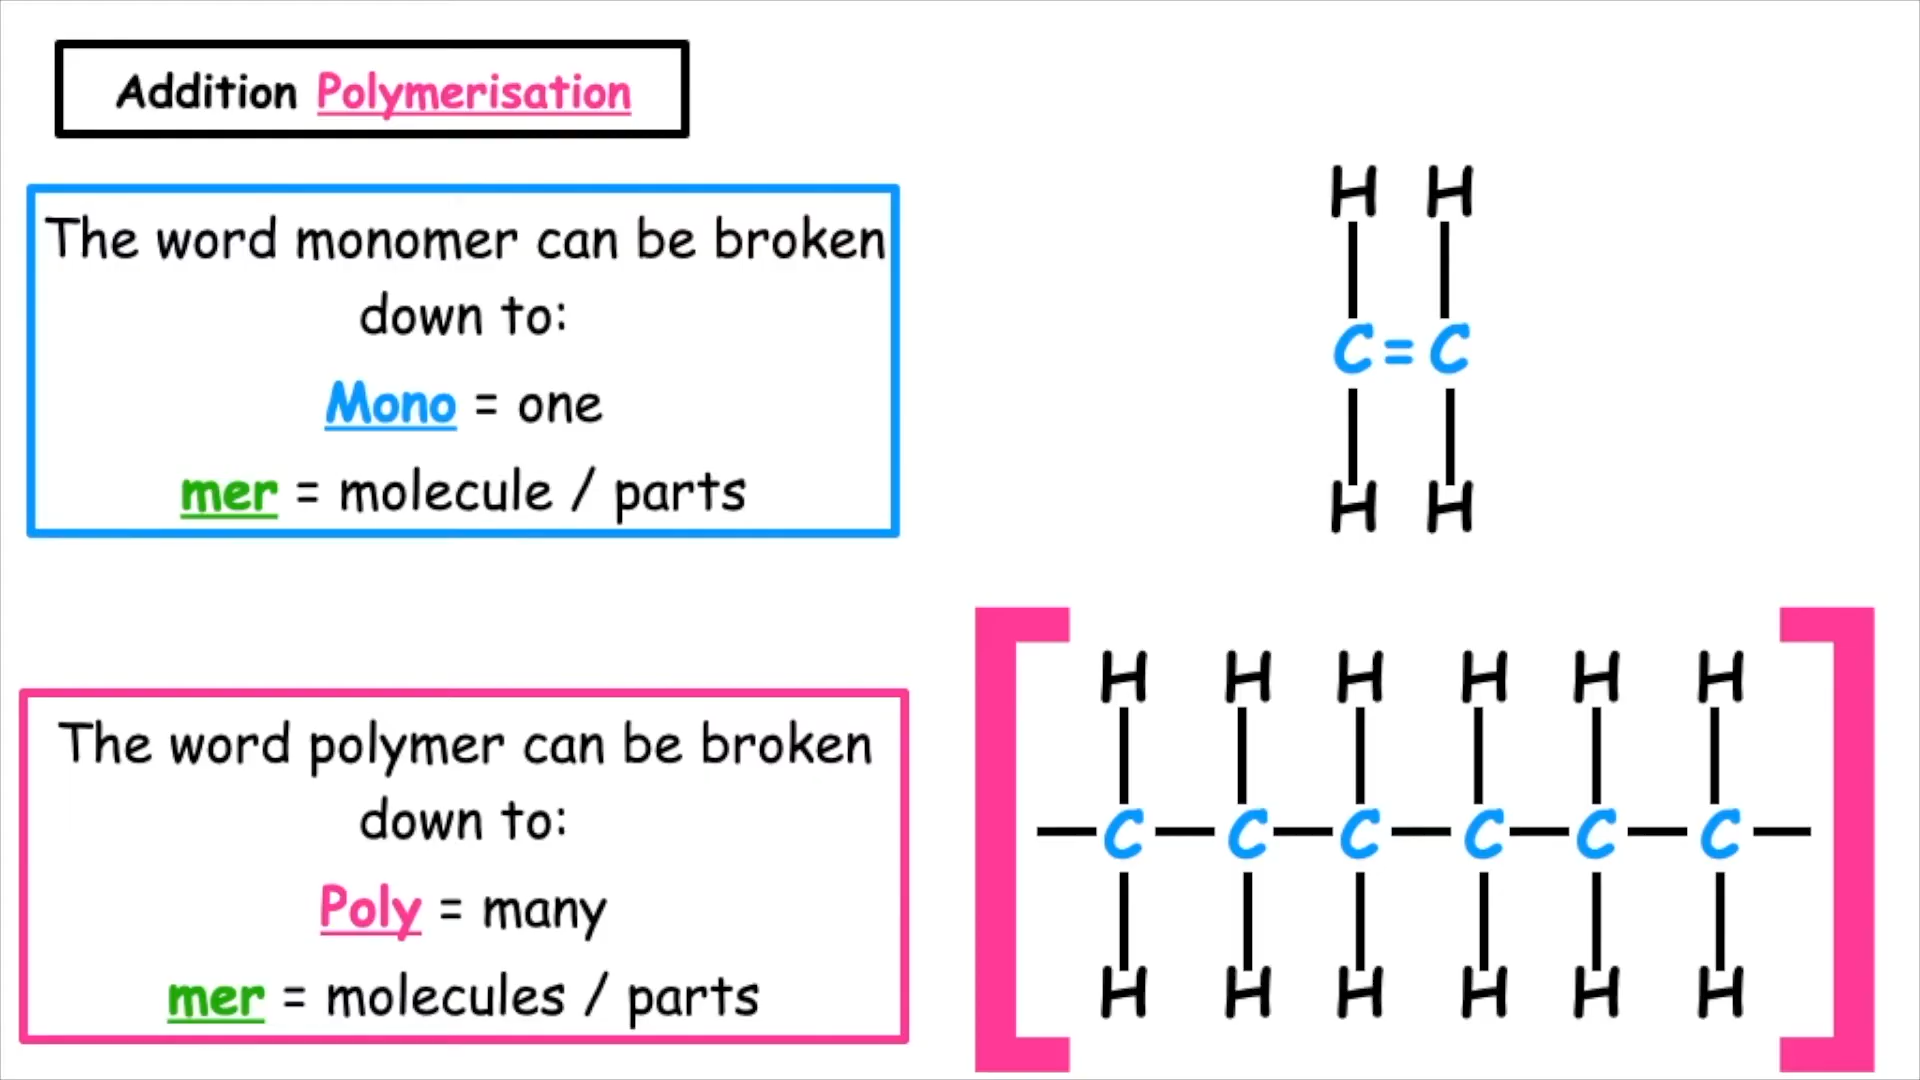 Addition Polymerisation
The word monomer can be broken
down to:
Mono = one
mer = molecule / parts
H H
C=C
H H
The word polymer can be broken
down to:
Poly = many
mer = molecules / parts
H H H H H H
C C C C C C
H H H H H H